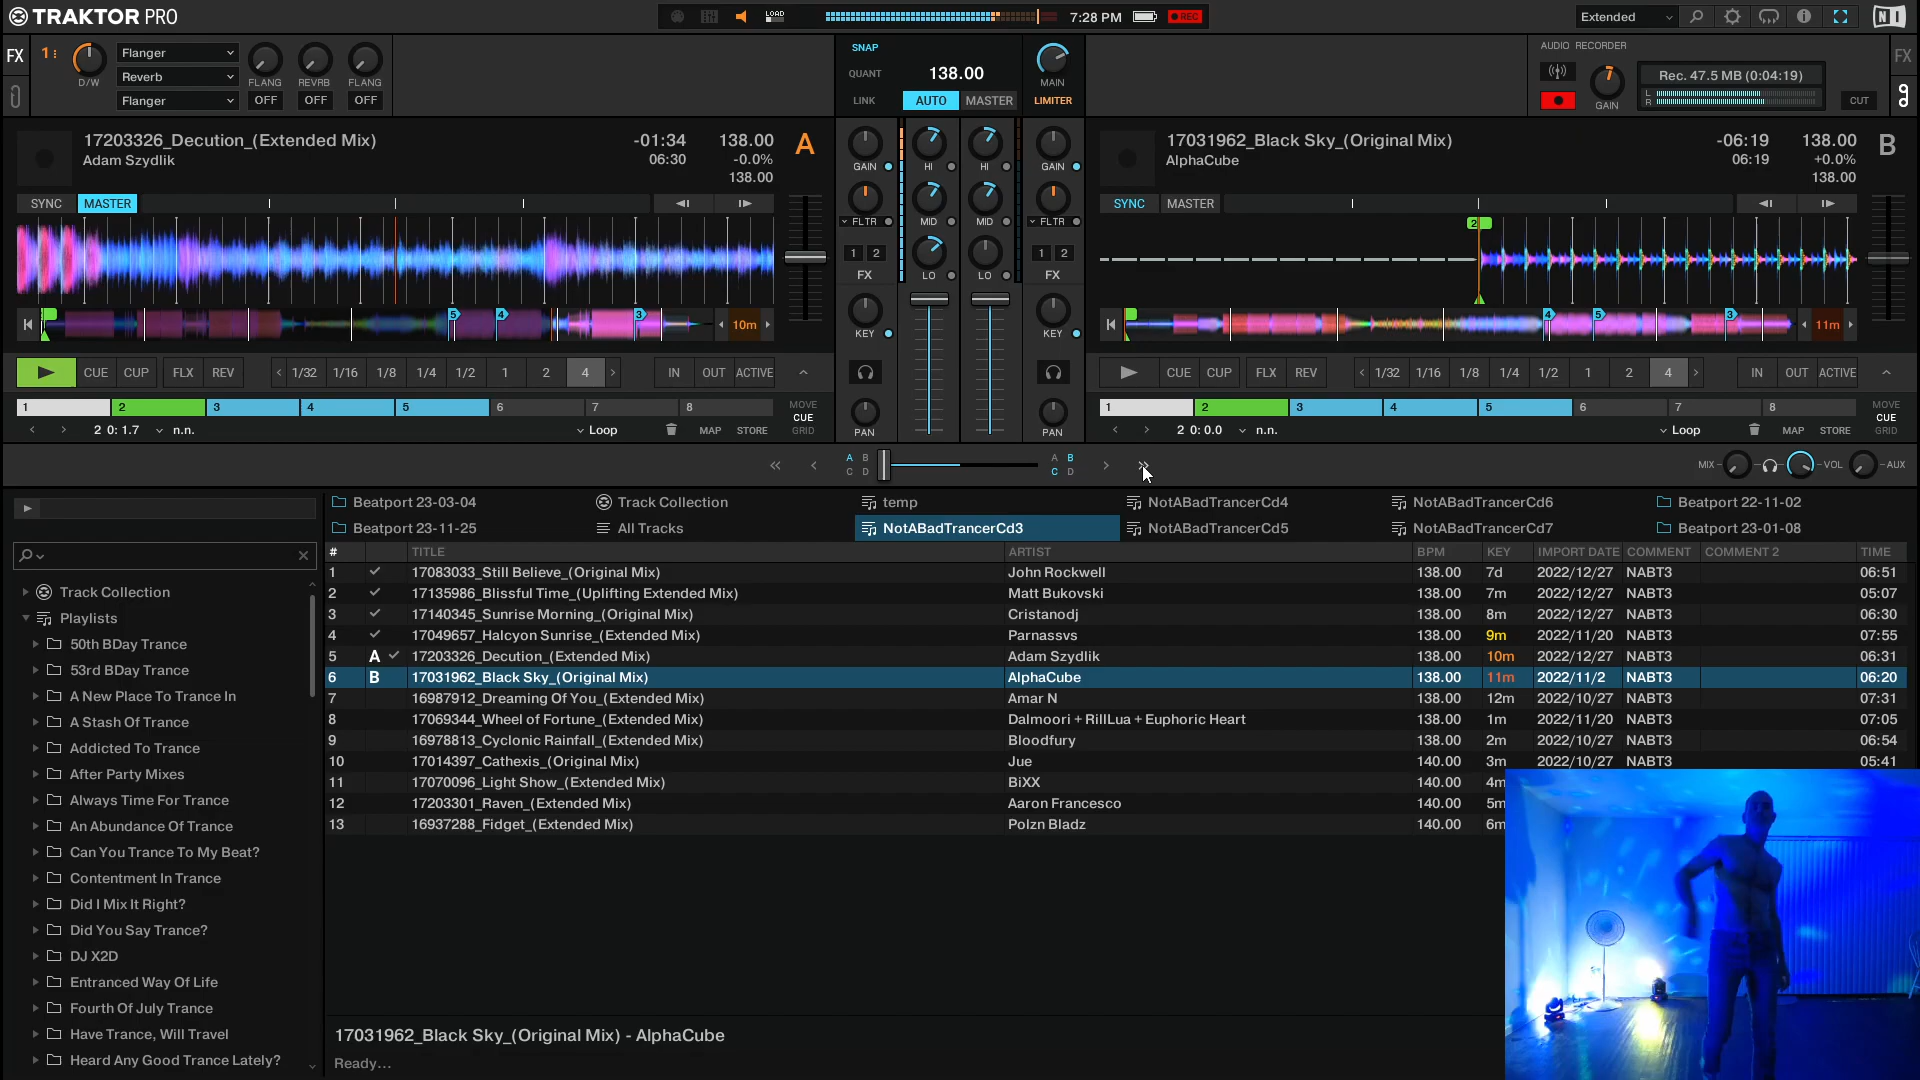 TRAKTOR PRO
LOAD
7:28 PM
REC
Extended
FX
1
D/W
Flanger
Reverb
Flanger
FLANG
REVRB
FLANG
OFF
OFF
OFF
SNAP
QUANT
LINK
138.00
AUTO
MASTER
MAIN
LIMITER
AUDIO RECORDER
GAIN
Rec. 47.5 MB (0:04:19)
L
R
CUT
FX
17203326_Decution_(Extended Mix)
Adam Szydlik
-01:34
06:30
138.00
-0.0%
138.00
A
SYNC
MASTER
5
4
3
10m
CUE
CUP
FLX
REV
1/32
1/16
1/8
1/4
1/2
1
2
4
IN
OUT
ACTIVE
1
2
3
4
5
6
7
8
MOVE
CUE
GRID
2 0: 1.7
n.n.
Loop
MAP
STORE
GAIN
HI
HI
GAIN
FLTR
MID
MID
FLTR
1 2
FX
LO
LO
1 2
FX
KEY
KEY
PAN
PAN
17031962_Black Sky_(Original Mix)
AlphaCube
-06:19
06:19
138.00
+0.0%
138.00
B
SYNC
MASTER
2
4
5
3
11m
CUE
CUP
FLX
REV
1/32
1/16
1/8
1/4
1/2
1
2
4
IN
OUT
ACTIVE
1
2
3
4
5
6
7
8
MOVE
CUE
GRID
2 0: 0.0
n.n.
Loop
MAP
STORE
A B
C D
A B
C D
MIX
VOL
AUX
Beatport 23-03-04
Track Collection
temp
NotABadTrancerCd4
NotABadTrancerCd6
Beatport 22-11-02
Beatport 23-11-25
All Tracks
NotABadTrancerCd3
NotABadTrancerCd5
NotABadTrancerCd7
Beatport 23-01-08
Track Collection
Playlists
50th BDay Trance
53rd BDay Trance
A New Place To Trance In
A Stash Of Trance
Addicted To Trance
After Party Mixes
Always Time For Trance
An Abundance Of Trance
Can You Trance To My Beat?
Contentment In Trance
Did I Mix It Right?
Did You Say Trance?
DJ X2D
Entranced Way Of Life
Fourth Of July Trance
Have Trance, Will Travel
Heard Any Good Trance Lately?
# TITLE ARTIST BPM KEY IMPORT DATE COMMENT COMMENT 2 TIME
1 17083033_Still Believe_(Original Mix) John Rockwell 138.00 7d 2022/12/27 NABT3 06:51
2 17135986_Blissful Time_(Uplifting Extended Mix) Matt Bukovski 138.00 7m 2022/12/27 NABT3 05:07
3 17140345_Sunrise Morning_(Original Mix) Cristanodj 138.00 8m 2022/12/27 NABT3 06:30
4 17049657_Halcyon Sunrise_(Extended Mix) Parnassvs 138.00 9m 2022/11/20 NABT3 07:55
5 A 17203326_Decution_(Extended Mix) Adam Szydlik 138.00 10m 2022/12/27 NABT3 06:31
6 B 17031962_Black Sky_(Original Mix) AlphaCube 138.00 11m 2022/11/2 NABT3 06:20
7 16987912_Dreaming Of You_(Extended Mix) Amar N 138.00 12m 2022/10/27 NABT3 07:31
8 17069344_Wheel of Fortune_(Extended Mix) Dalmoori + RillLua + Euphoric Heart 138.00 1m 2022/11/20 NABT3 07:05
9 16978813_Cyclonic Rainfall_(Extended Mix) Bloodfury 138.00 2m 2022/10/27 NABT3 06:54
10 17014397_Cathexis_(Original Mix) Jue 140.00 3m 2022/10/27 NABT3 05:41
11 17070096_Light Show_(Extended Mix) BiXX 140.00 4m
12 17203301_Raven_(Extended Mix) Aaron Francesco 140.00 5m
13 16937288_Fidget_(Extended Mix) Polzn Bladz 140.00 6m
17031962_Black Sky_(Original Mix) - AlphaCube
Ready...